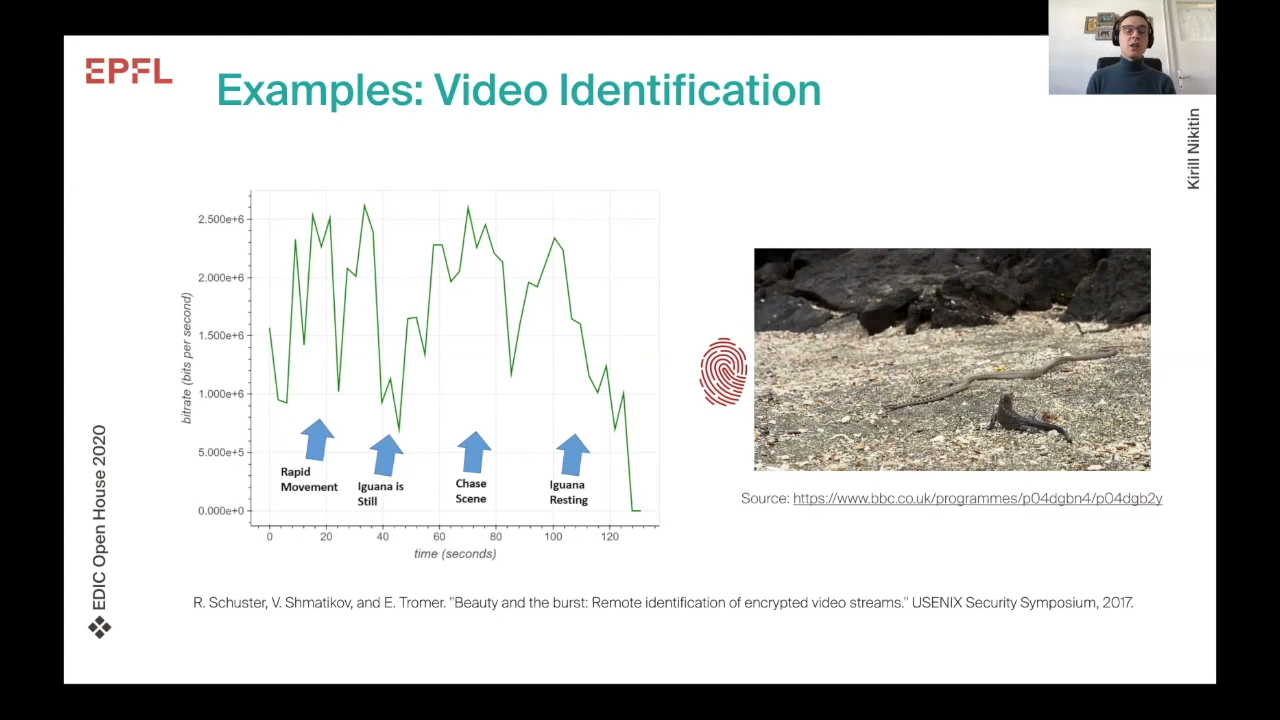 EPFL
Examples: Video Identification
Kirill Nikitin
EDIC Open House 2020
bitrate (bits per second)
2.500e+6
2.000e+6
1.500e+6
1.000e+6
5.000e+5
0.000e+0
Rapid
Movement
Iguana is
Still
Chase
Scene
Iguana
Resting
0 20 40 60 80 100 120
time (seconds)
Source: https://www.bbc.co.uk/programmes/p04dgbn4/p04dgb2y
R. Schuster, V. Shmatikov, and E. Tromer. "Beauty and the burst: Remote identification of encrypted video streams." USENIX Security Symposium, 2017.